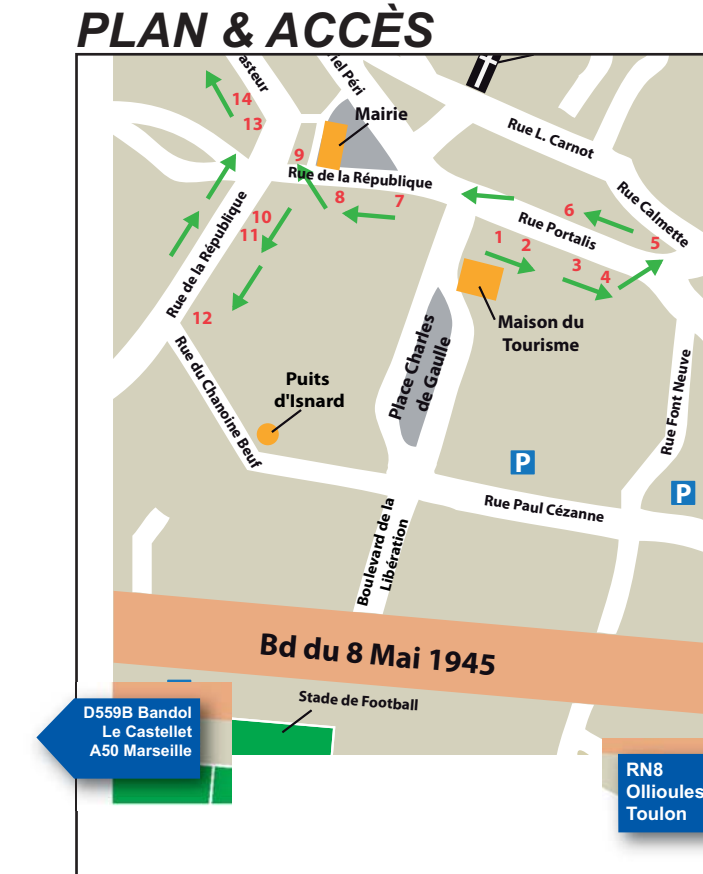 PLAN & ACCÈS
asteur
iel Péri
14
13
Mairie
Rue L. Carnot
9
Rue de la République
8
7
6
Rue Calmette
Rue Portalis
5
10
11
1
2
3
4
Rue de la République
12
Maison du
Tourisme
Place Charles
de Gaulle
Rue du Chanoine Beuf
Puits
d'Isnard
Rue Font Neuve
P
P
Rue Paul Cézanne
Boulevard de la
Libération
Bd du 8 Mai 1945
Stade de Football
D559B Bandol
Le Castellet
A50 Marseille
RN8
Ollioules
Toulon